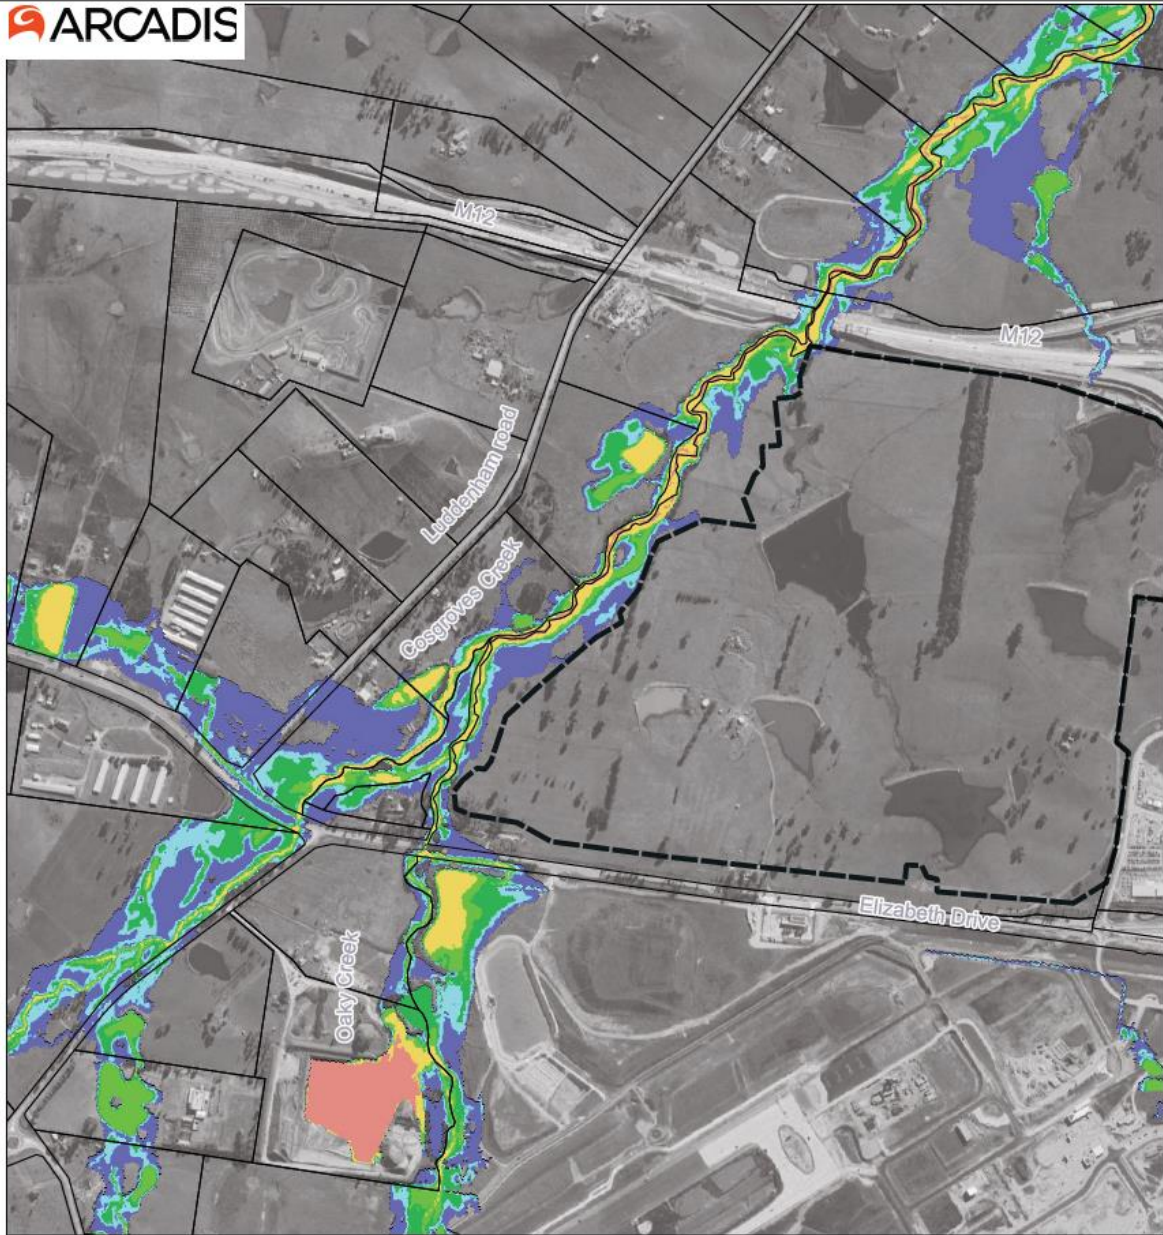 ARCADIS
M12
M12
Luddenham road
Cosgroves Creek
Elizabeth Drive
Oaky Creek